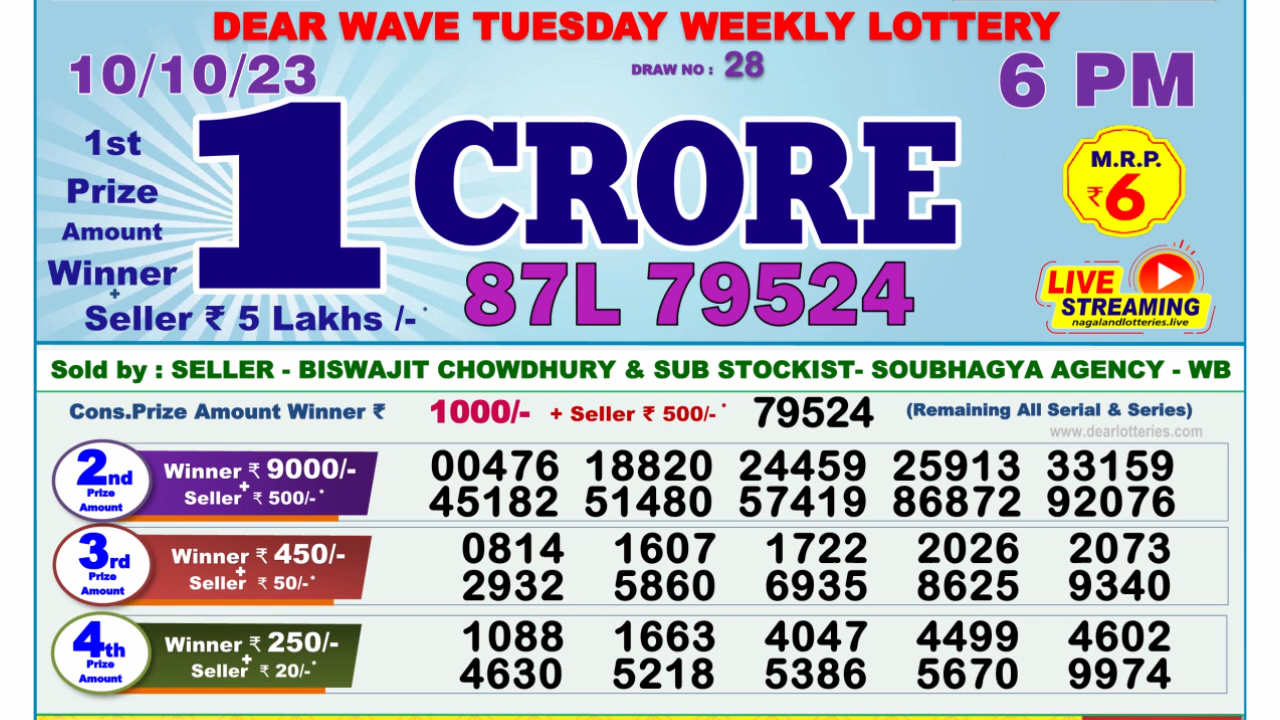 DEAR WAVE TUESDAY WEEKLY LOTTERY
10/10/23
DRAW NO : 28
6 PM
1st
Prize
Amount
Winner
+
Seller ₹ 5 Lakhs /-*
1 CRORE
87L 79524
M.R.P.
₹6
LIVE
STREAMING
nagalandlotteries.live
Sold by : SELLER - BISWAJIT CHOWDHURY & SUB STOCKIST- SOUBHAGYA AGENCY - WB
Cons.Prize Amount Winner ₹ 1000/- + Seller ₹ 500/-* 79524 (Remaining All Serial & Series)
www.dearlotteries.com
2nd
Prize
Amount
Winner ₹ 9000/-
+
Seller ₹ 500/-*
00476 18820 24459 25913 33159
45182 51480 57419 86872 92076
3rd
Prize
Amount
Winner ₹ 450/-
+
Seller ₹ 50/-*
0814 1607 1722 2026 2073
2932 5860 6935 8625 9340
4th
Prize
Amount
Winner ₹ 250/-
+
Seller ₹ 20/-*
1088 1663 4047 4499 4602
4630 5218 5386 5670 9974